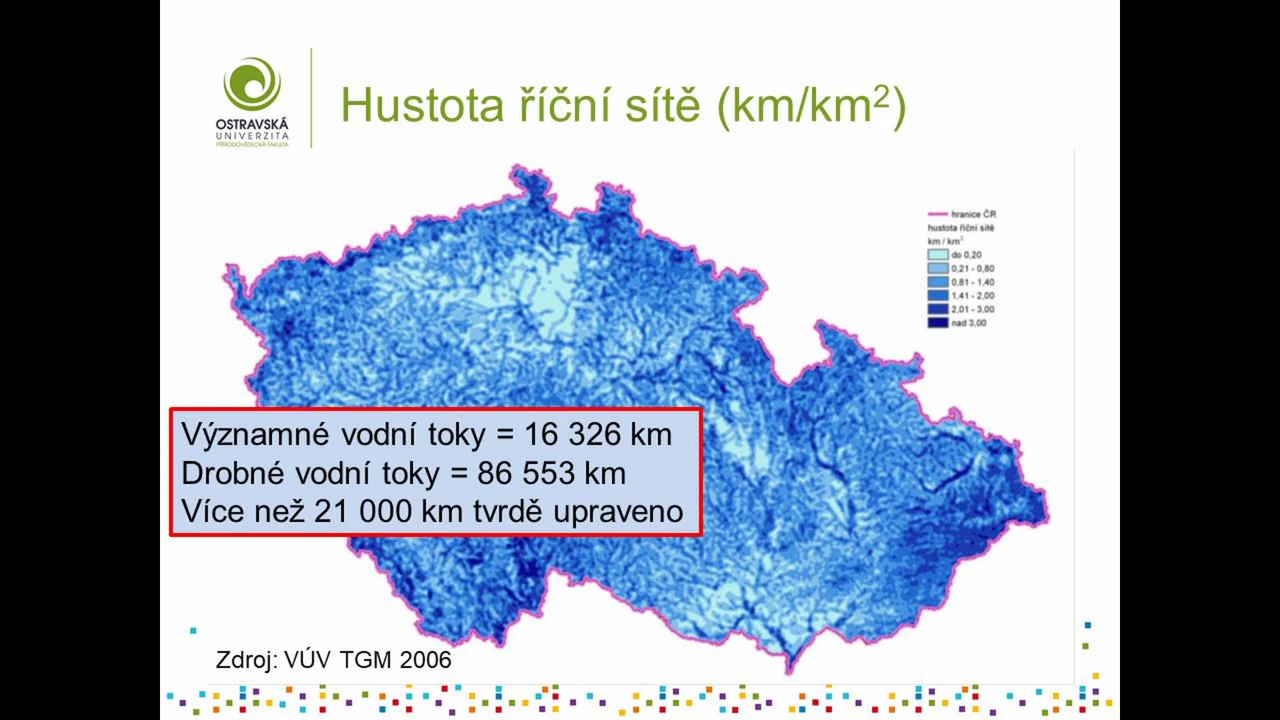 OSTRAVSKÁ
UNIVERZITA
PŘÍRODOVĚDECKÁ FAKULTA
Hustota říční sítě (km/km²)
hranice ČR
hustota říční sítě
km / km²
do 0,20
0,21 - 0,80
0,81 - 1,40
1,41 - 2,00
2,01 - 3,00
nad 3,00
Významné vodní toky = 16 326 km
Drobné vodní toky = 86 553 km
Více než 21 000 km tvrdě upraveno
Zdroj: VÚV TGM 2006